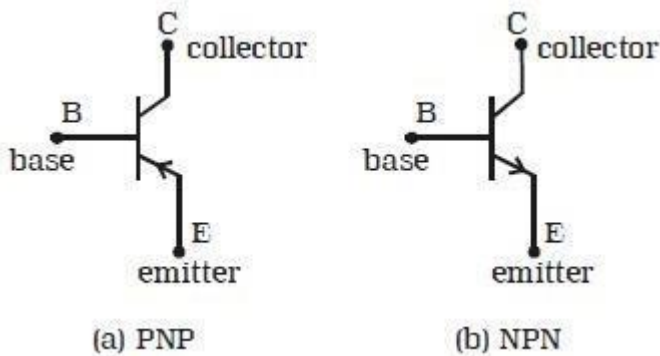 C
collector
B
base
E
emitter
(a) PNP
C
collector
B
base
E
emitter
(b) NPN